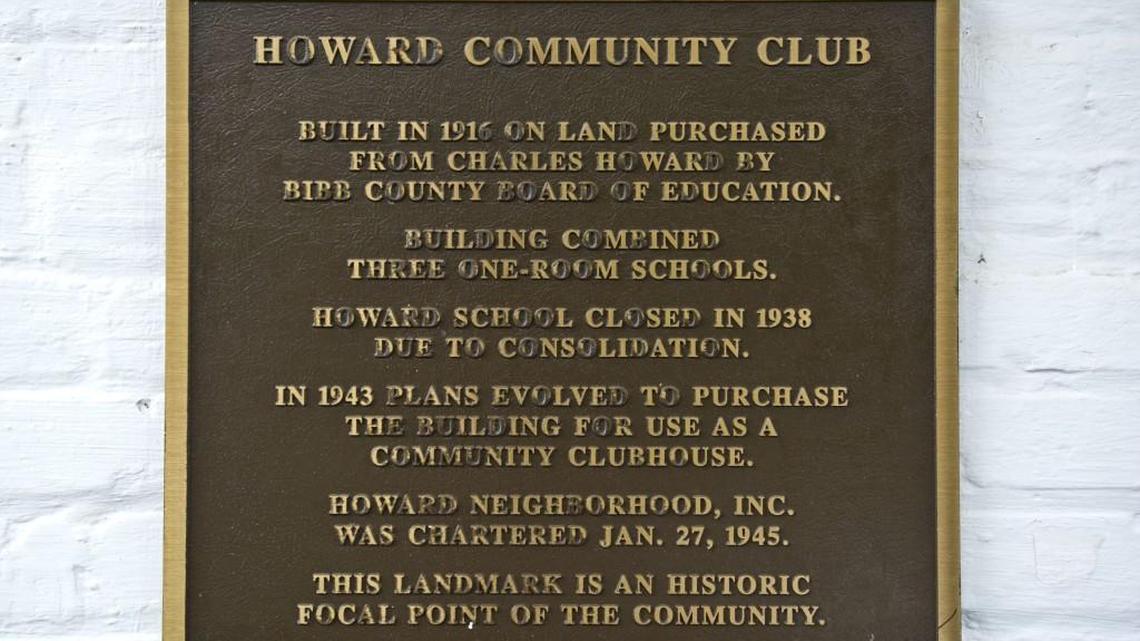 HOWARD COMMUNITY CLUB
BUILT IN 1916 ON LAND PURCHASED
FROM CHARLES HOWARD BY
BIBB COUNTY BOARD OF EDUCATION.
BUILDING COMBINED
THREE ONE-ROOM SCHOOLS.
HOWARD SCHOOL CLOSED IN 1938
DUE TO CONSOLIDATION.
IN 1943 PLANS EVOLVED TO PURCHASE
THE BUILDING FOR USE AS A
COMMUNITY CLUBHOUSE.
HOWARD NEIGHBORHOOD, INC.
WAS CHARTERED JAN. 27, 1945.
THIS LANDMARK IS AN HISTORIC
FOCAL POINT OF THE COMMUNITY.